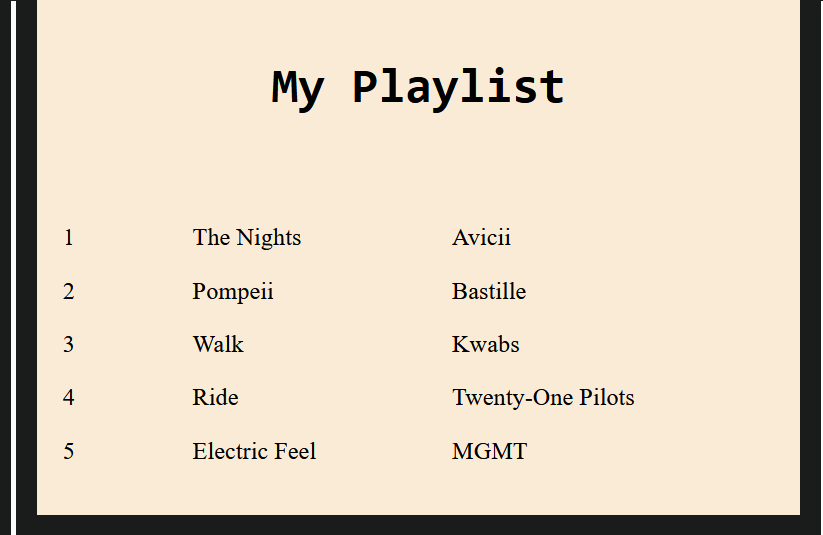 My Playlist
1 The Nights Avicii
2 Pompeii Bastille
3 Walk Kwabs
4 Ride Twenty-One Pilots
5 Electric Feel MGMT